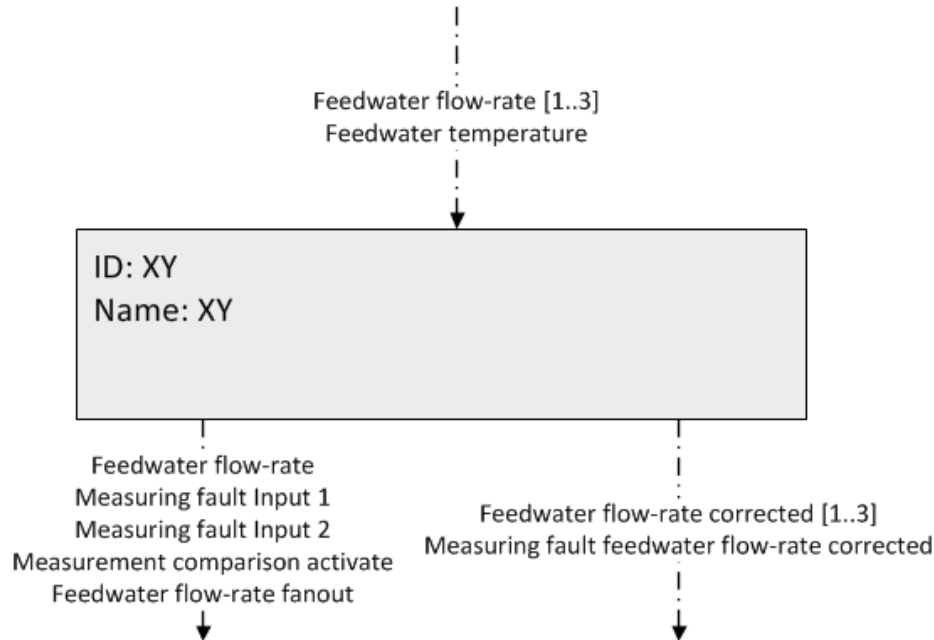 Feedwater flow-rate [1..3]
Feedwater temperature
ID: XY
Name: XY
Feedwater flow-rate
Measuring fault Input 1
Measuring fault Input 2
Measurement comparison activate
Feedwater flow-rate fanout
Feedwater flow-rate corrected [1..3]
Measuring fault feedwater flow-rate corrected